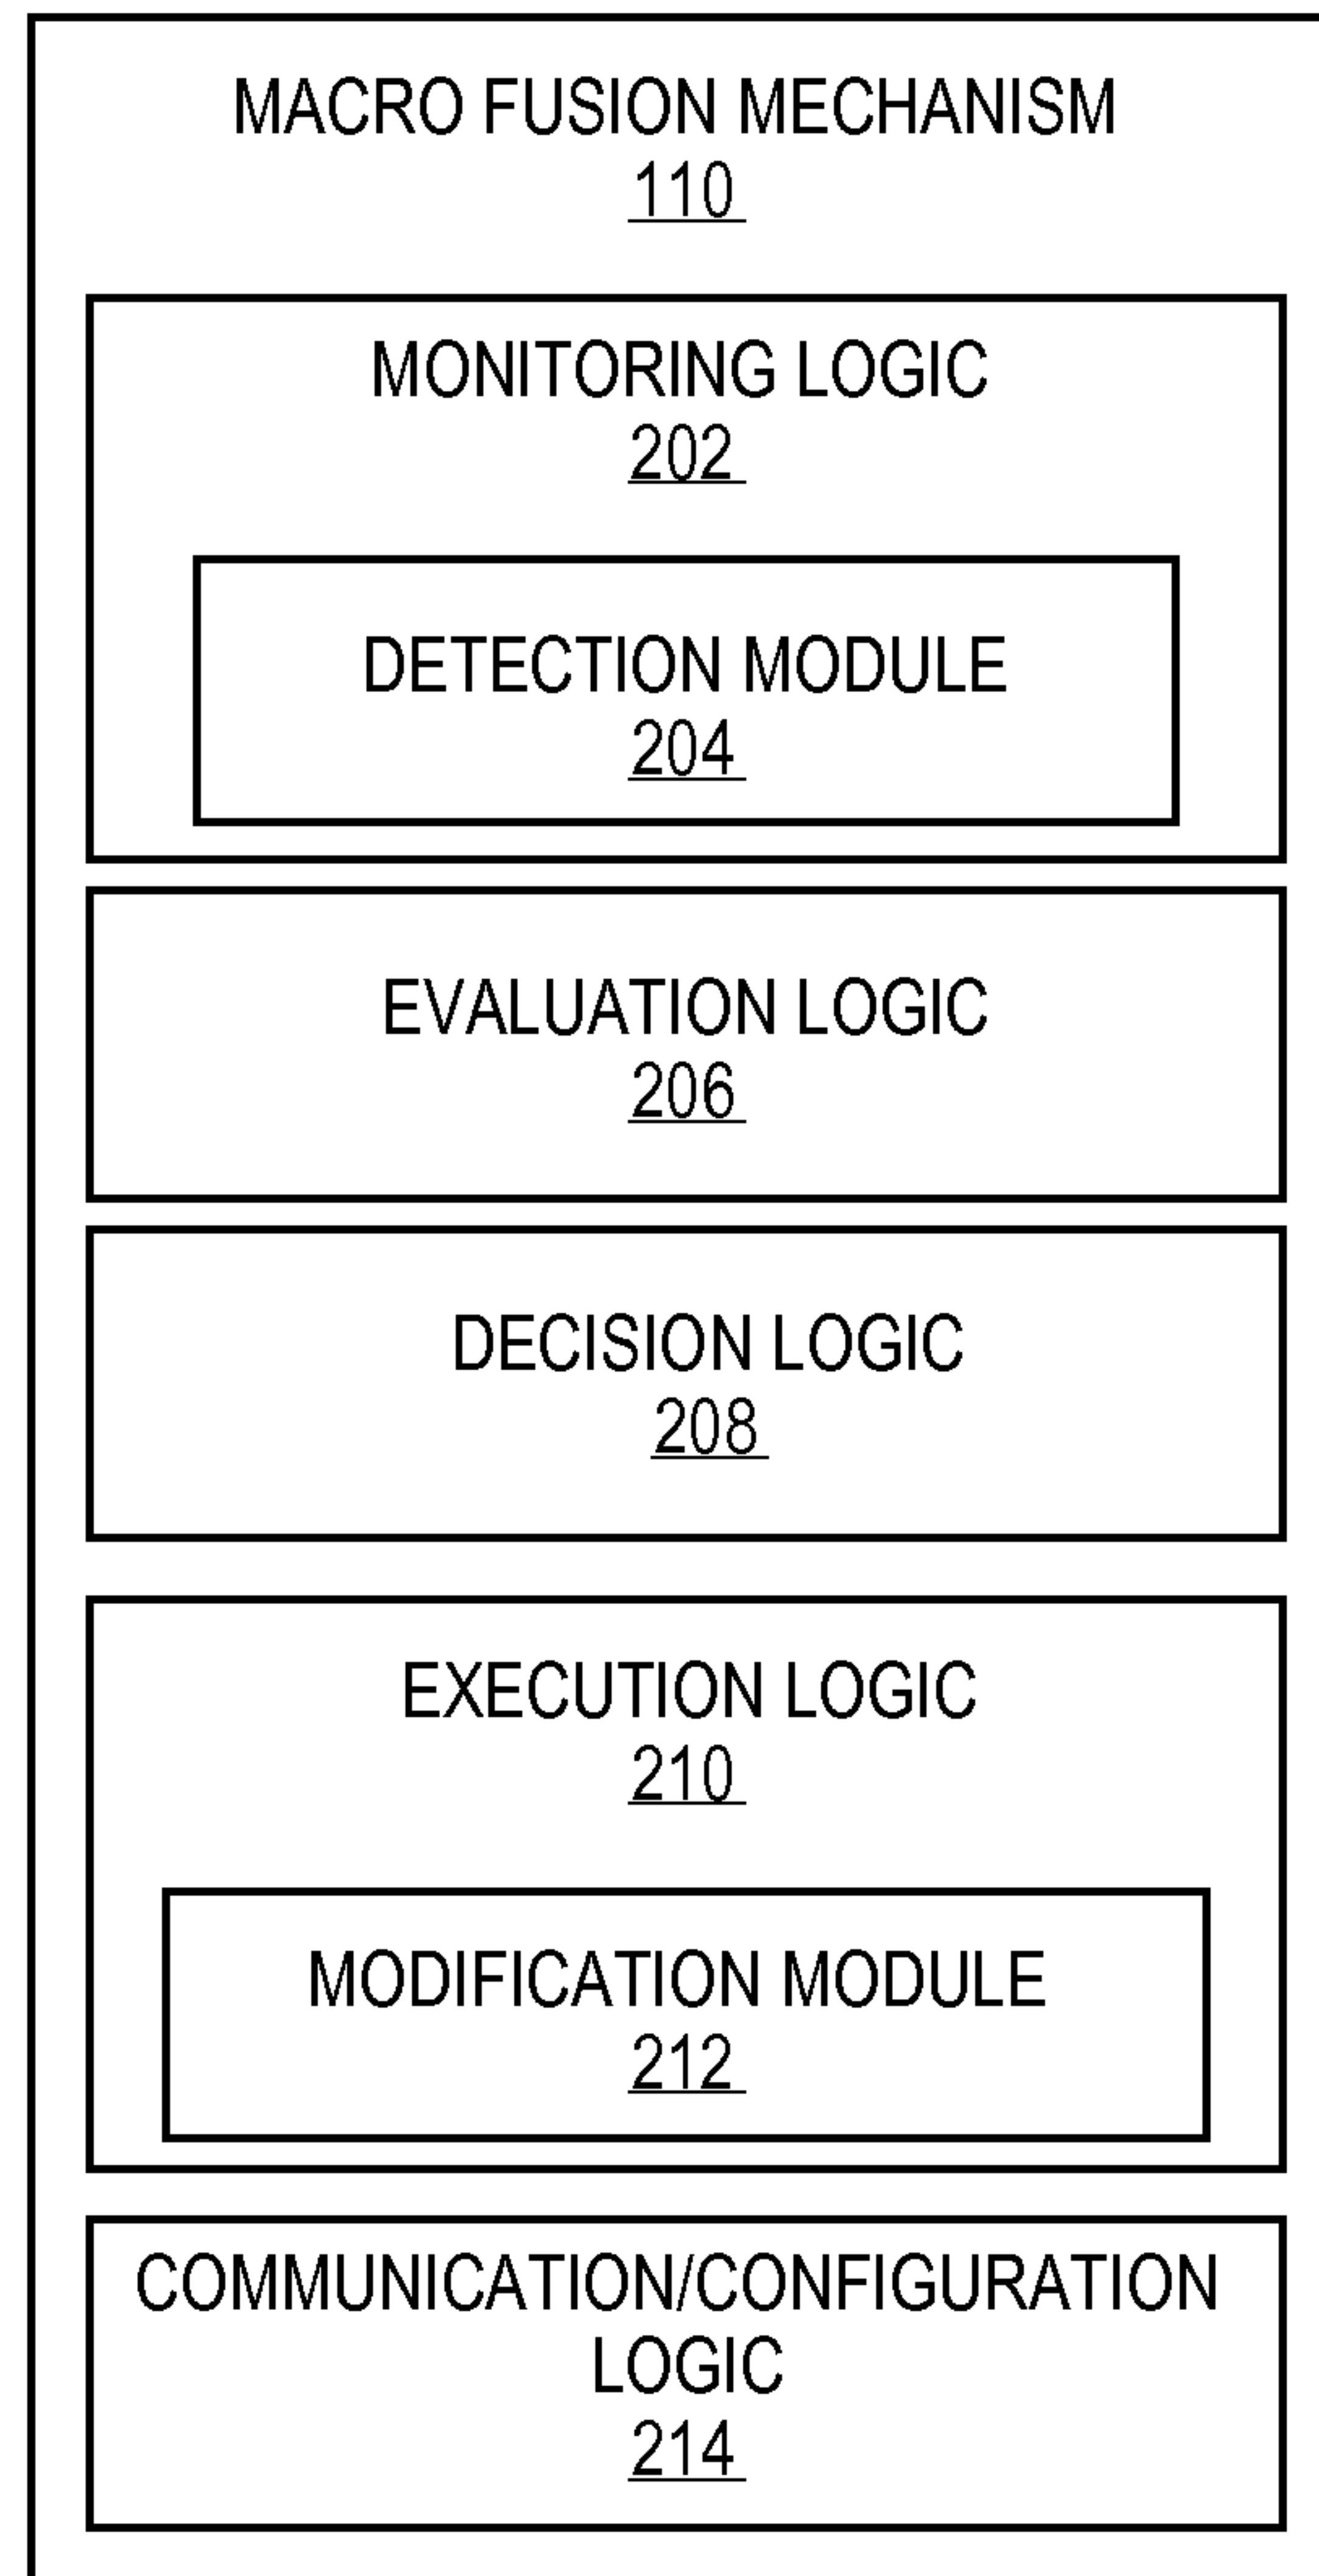 MACRO FUSION MECHANISM
110
MONITORING LOGIC
202
DETECTION MODULE
204
EVALUATION LOGIC
206
DECISION LOGIC
208
EXECUTION LOGIC
210
MODIFICATION MODULE
212
COMMUNICATION/CONFIGURATION
LOGIC
214